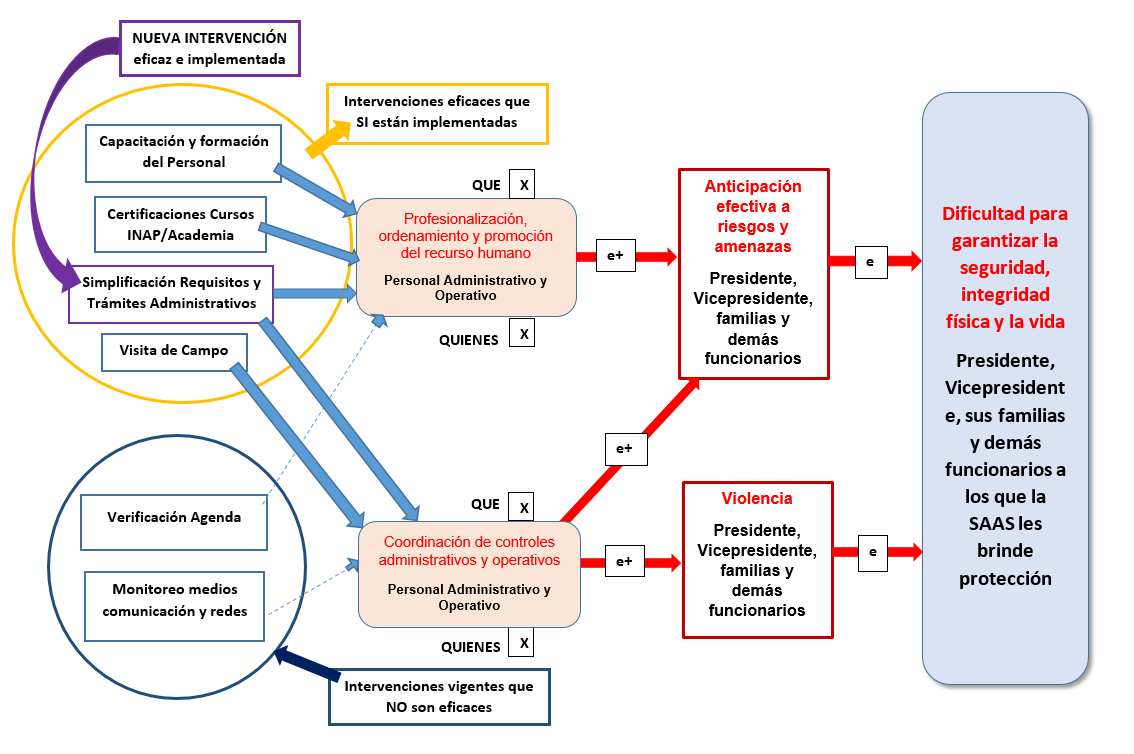 NUEVA INTERVENCIÓN
eficaz e implementada
Intervenciones eficaces que
SI están implementadas
Capacitación y formación
del Personal
Certificaciones Cursos
INAP/Academia
Simplificación Requisitos y
Trámites Administrativos
Visita de Campo
Verificación Agenda
Monitoreo medios
comunicación y redes
Intervenciones vigentes que
NO son eficaces
QUE
X
Profesionalización,
ordenamiento y promoción
del recurso humano
Personal Administrativo y
Operativo
QUIENES
X
QUE
X
Coordinación de controles
administrativos y operativos
Personal Administrativo y
Operativo
QUIENES
X
e+
e+
e+
Anticipación
efectiva a
riesgos y
amenazas
Presidente,
Vicepresidente,
familias y
demás
funcionarios
Violencia
Presidente,
Vicepresidente,
familias y
demás
funcionarios
e
e
Dificultad para
garantizar la
seguridad,
integridad
física y la vida
Presidente,
Vicepresident
e, sus familias
y demás
funcionarios a
los que la
SAAS les
brinde
protección